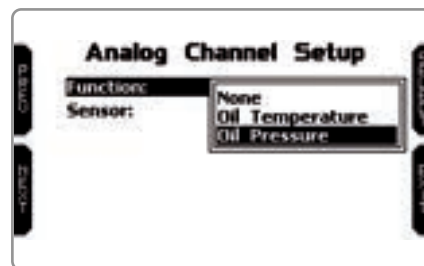 Analog Channel Setup
Function:
None
Sensor:
Oil Temperature
Oil Pressure